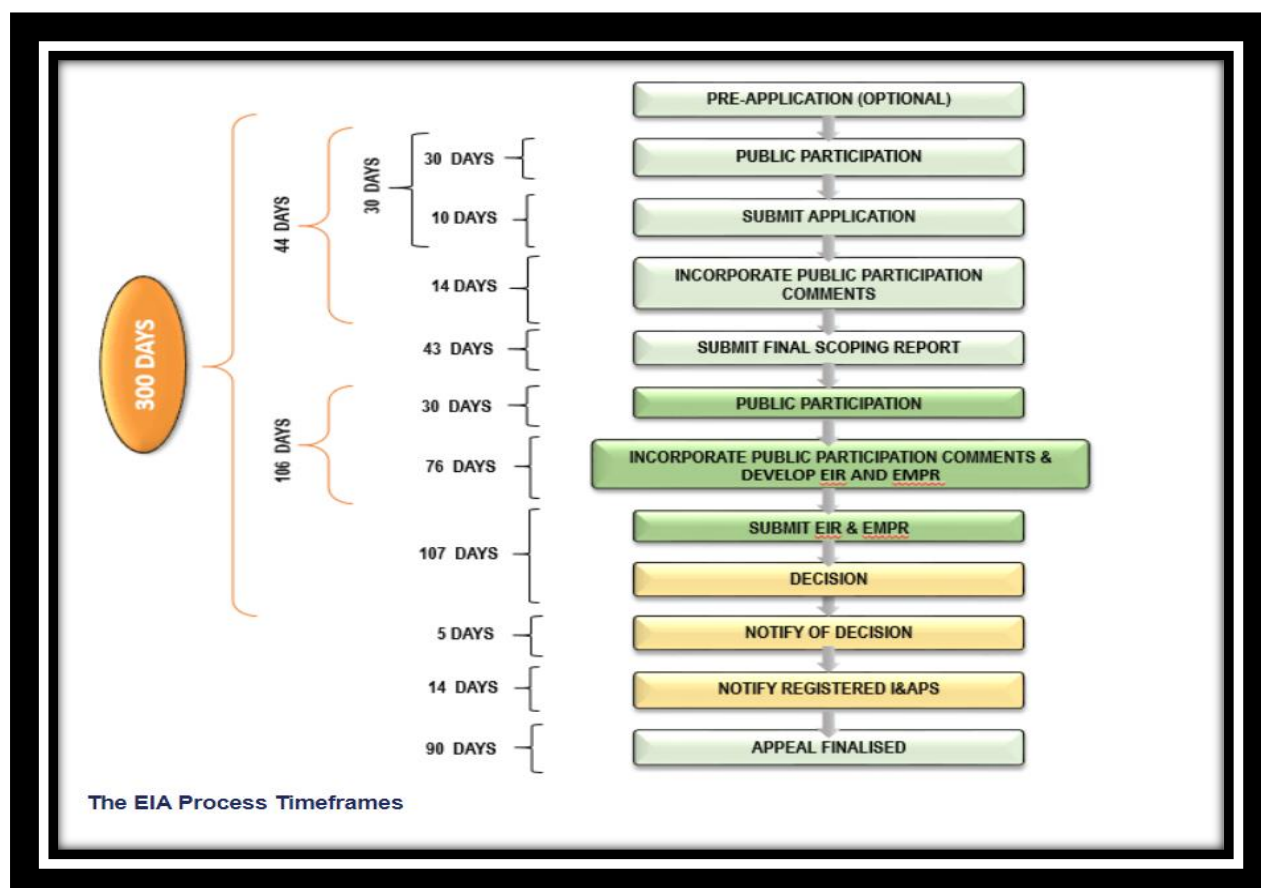 PRE-APPLICATION (OPTIONAL)
30 DAYS
PUBLIC PARTICIPATION
30 DAYS
10 DAYS
SUBMIT APPLICATION
44 DAYS
14 DAYS
INCORPORATE PUBLIC PARTICIPATION
COMMENTS
300 DAYS
43 DAYS
SUBMIT FINAL SCOPING REPORT
30 DAYS
PUBLIC PARTICIPATION
106 DAYS
76 DAYS
INCORPORATE PUBLIC PARTICIPATION COMMENTS &
DEVELOP EIR AND EMPR
107 DAYS
SUBMIT EIR & EMPR
DECISION
5 DAYS
NOTIFY OF DECISION
14 DAYS
NOTIFY REGISTERED I&APS
90 DAYS
APPEAL FINALISED
The EIA Process Timeframes